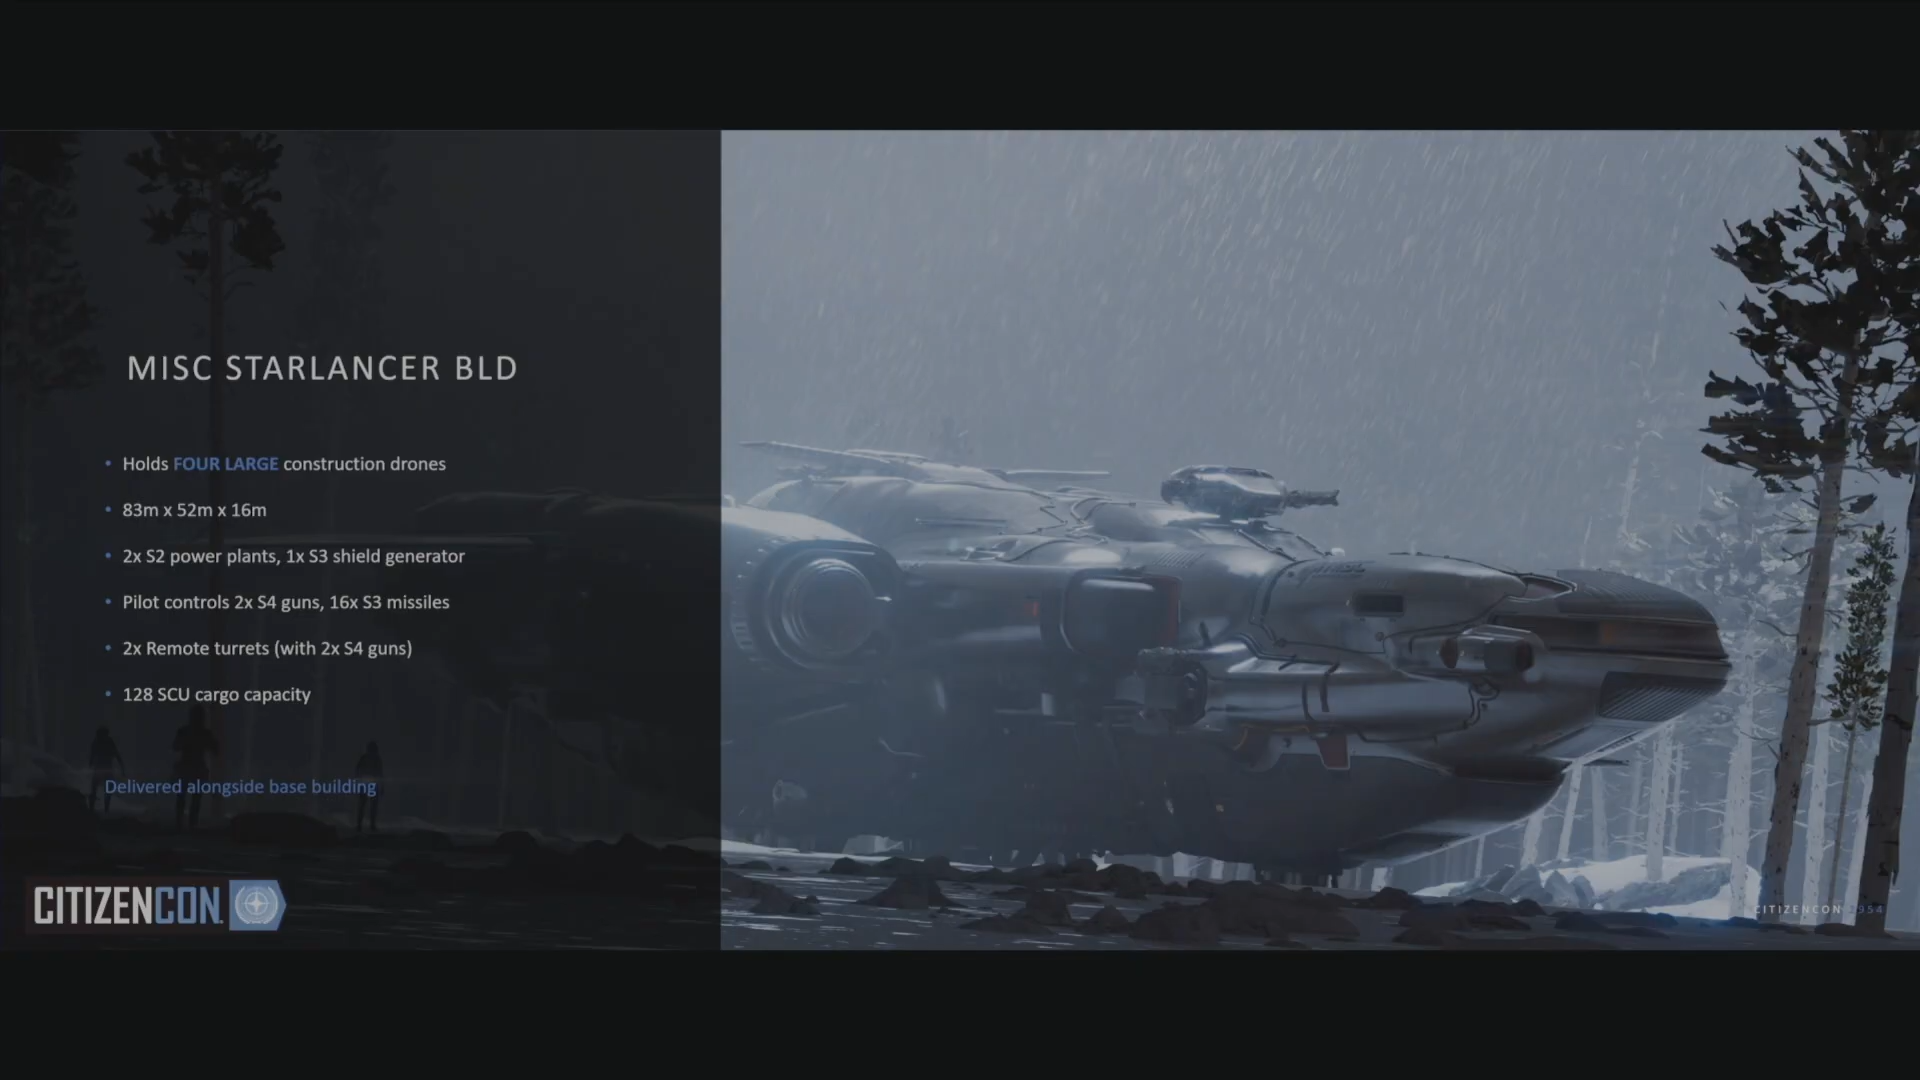 MISC STARLANCER BLD
• Holds FOUR LARGE construction drones
• 83m x 52m x 16m
• 2x S2 power plants, 1x S3 shield generator
• Pilot controls 2x S4 guns, 16x S3 missiles
• 2x Remote turrets (with 2x S4 guns)
• 128 SCU cargo capacity
Delivered alongside base building
CITIZENCON
CITIZENCON 2954